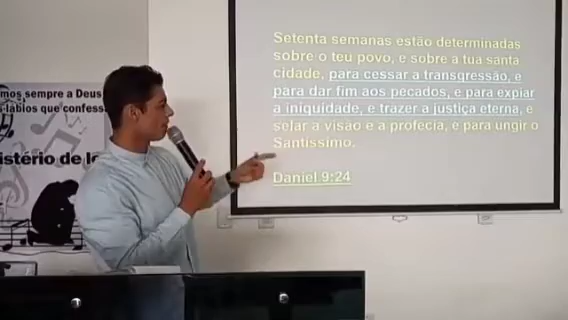 mos sempre a Deus
lábios que confess
istério de lo
Setenta semanas estão determinadas
sobre o teu povo, e sobre a tua santa
cidade, para cessar a transgressão, e
para dar fim aos pecados, e para expiar
a iniquidade, e trazer a justiça eterna, e
selar a visão e a profecia, e para ungir o
Santíssimo.
Daniel 9:24